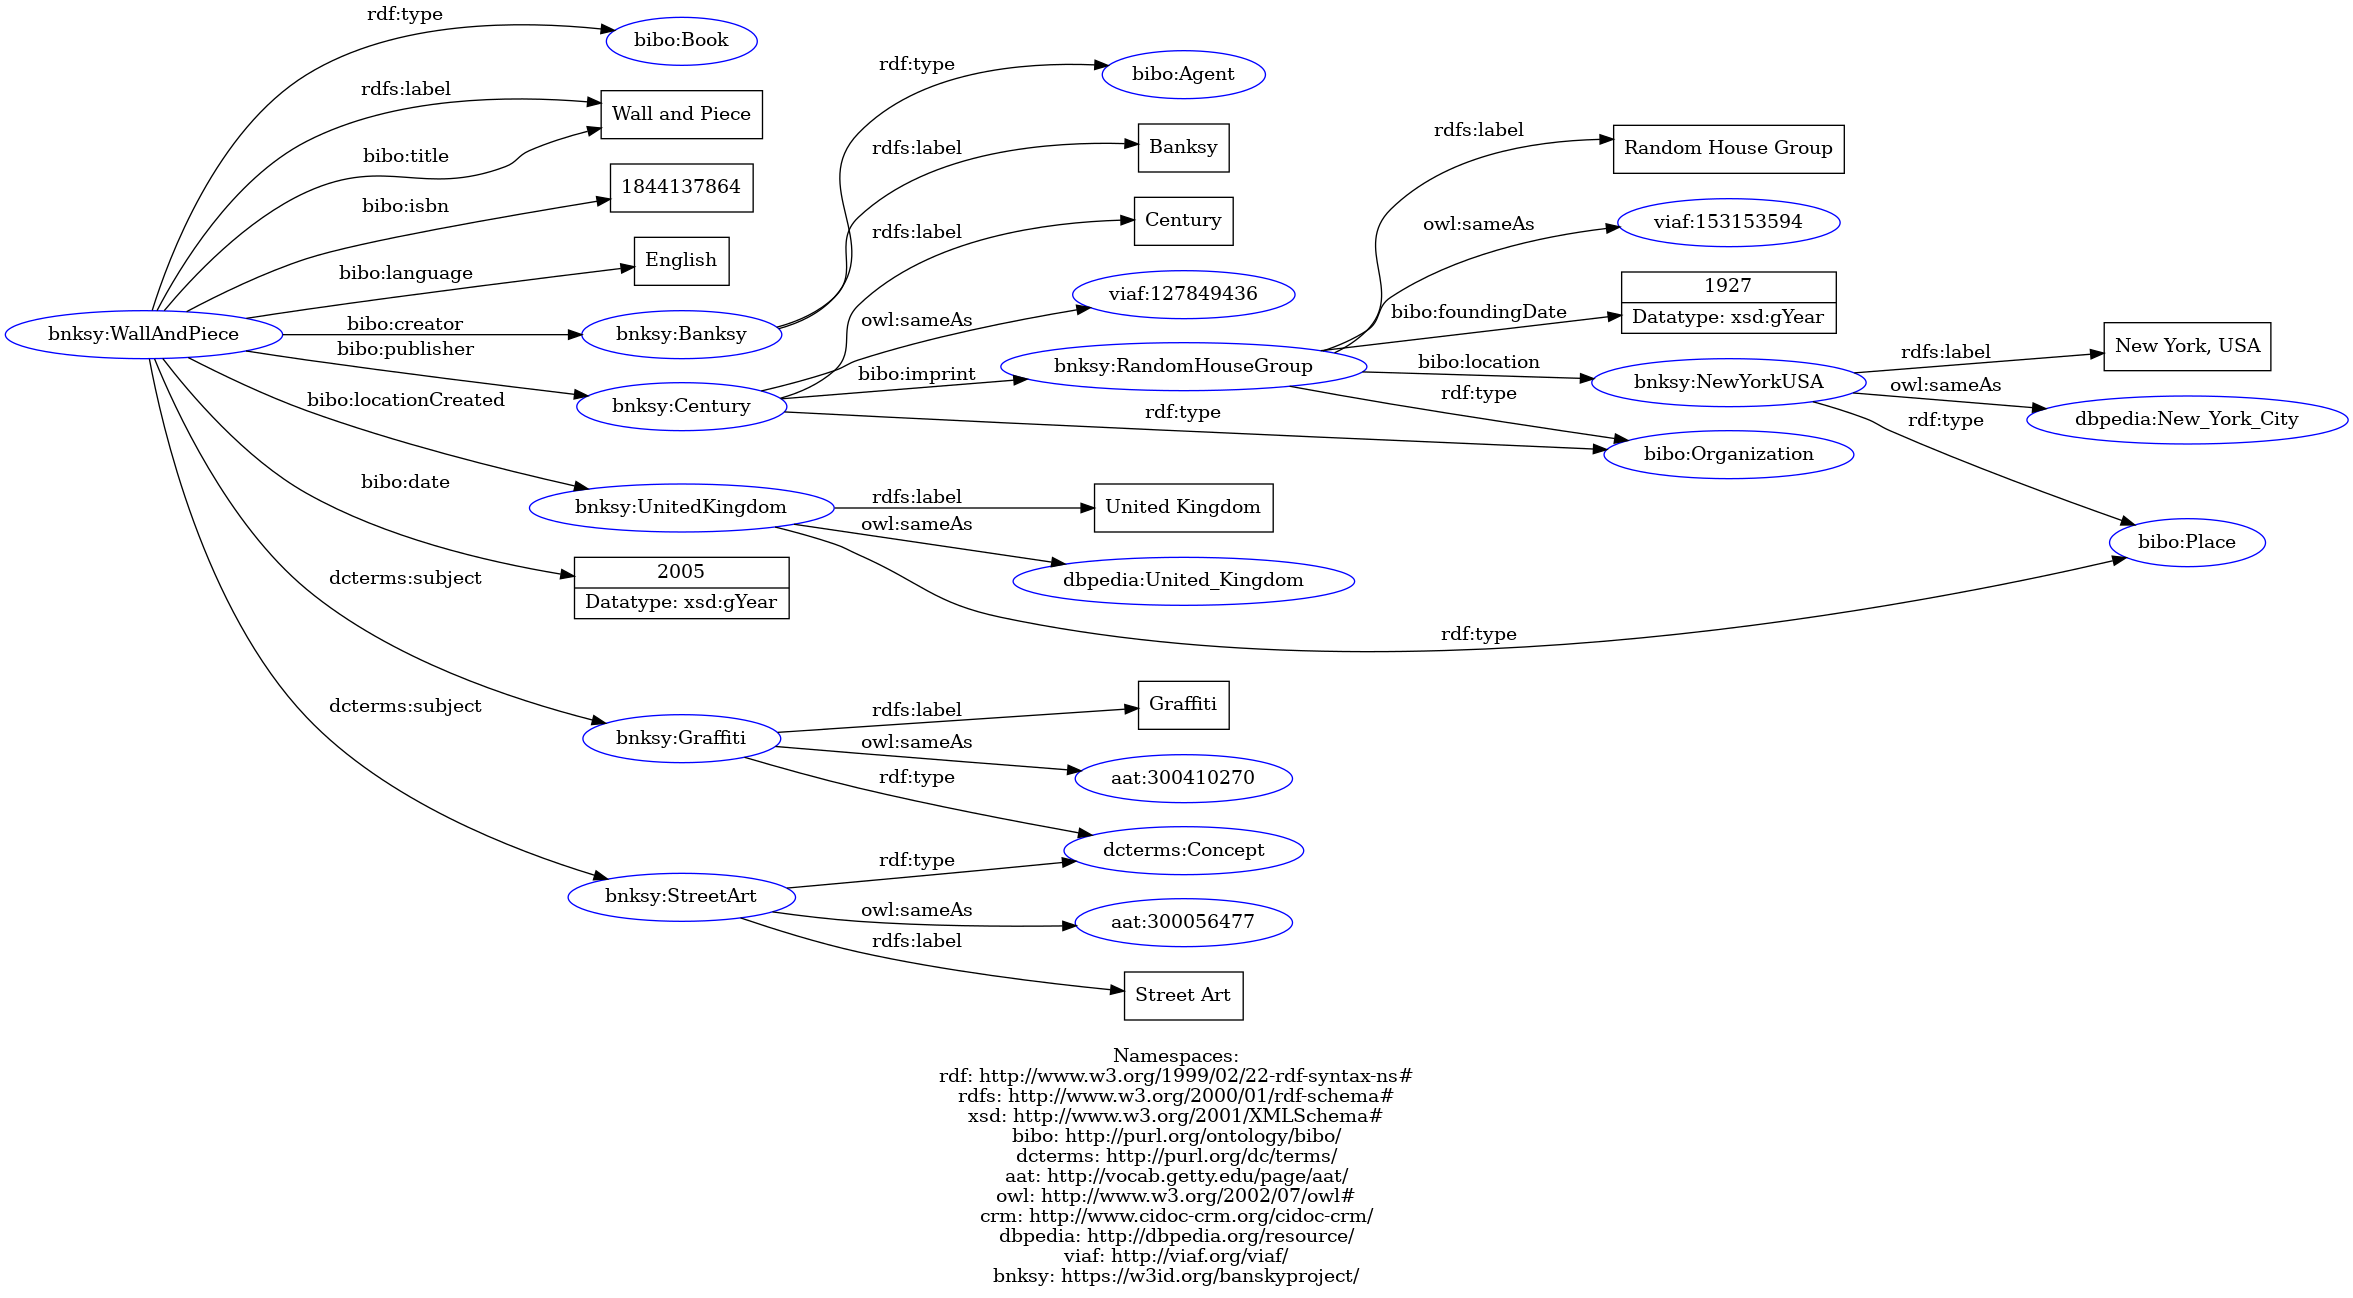 rdf:type
bibo:Book
rdfs:label
Wall and Piece
bibo:title
bibo:isbn
1844137864
bibo:language
English
bnksy:WallAndPiece
bibo:creator
bnksy:Banksy
bibo:publisher
bnksy:Century
bibo:locationCreated
bnksy:UnitedKingdom
bibo:date
2005
Datatype: xsd:gYear
dcterms:subject
bnksy:Graffiti
dcterms:subject
bnksy:StreetArt
rdf:type
bibo:Agent
rdfs:label
Banksy
rdfs:label
Century
owl:sameAs
viaf:127849436
bibo:imprint
bnksy:RandomHouseGroup
rdf:type
rdfs:label
United Kingdom
owl:sameAs
dbpedia:United_Kingdom
rdf:type
rdfs:label
Graffiti
owl:sameAs
aat:300410270
rdf:type
dcterms:Concept
rdf:type
owl:sameAs
aat:300056477
rdfs:label
Street Art
rdfs:label
Random House Group
owl:sameAs
viaf:153153594
bibo:foundingDate
1927
Datatype: xsd:gYear
bibo:location
bnksy:NewYorkUSA
rdf:type
bibo:Organization
rdfs:label
New York, USA
owl:sameAs
dbpedia:New_York_City
rdf:type
bibo:Place
Namespaces:
rdf: http://www.w3.org/1999/02/22-rdf-syntax-ns#
rdfs: http://www.w3.org/2000/01/rdf-schema#
xsd: http://www.w3.org/2001/XMLSchema#
bibo: http://purl.org/ontology/bibo/
dcterms: http://purl.org/dc/terms/
aat: http://vocab.getty.edu/page/aat/
owl: http://www.w3.org/2002/07/owl#
crm: http://www.cidoc-crm.org/cidoc-crm/
dbpedia: http://dbpedia.org/resource/
viaf: http://viaf.org/viaf/
bnksy: https://w3id.org/banskyproject/